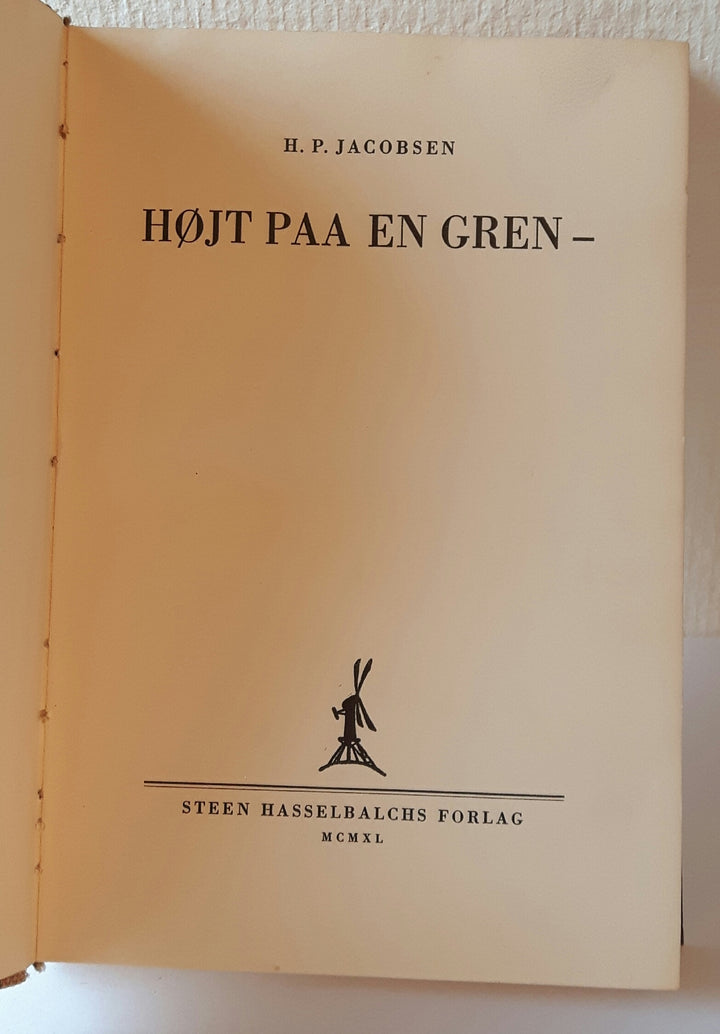 H. P. JACOBSEN
HØJT PAA EN GREN –
STEEN HASSELBALCHS FORLAG
MCMXL